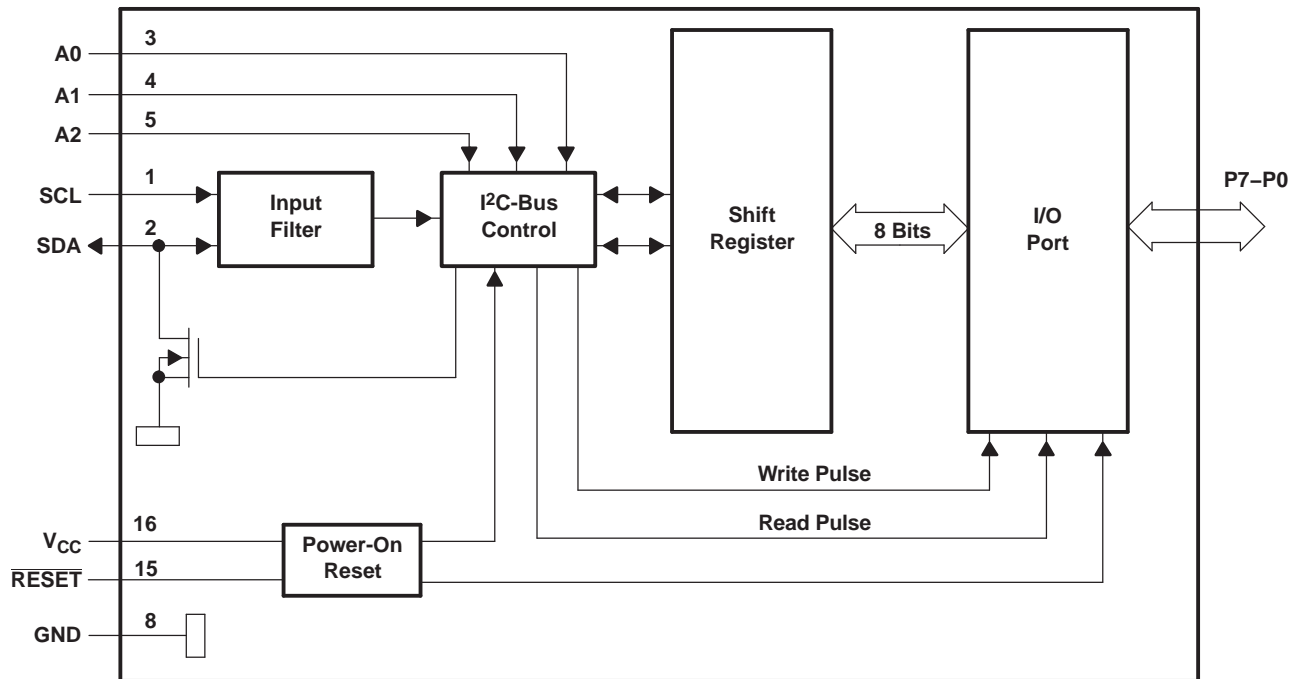 A0 3
A1 4
A2 5
SCL 1
SDA 2
Input
Filter
I²C-Bus
Control
Shift
Register
8 Bits
I/O
Port
P7–P0
Write Pulse
Read Pulse
VCC 16
RESET 15
Power-On
Reset
GND 8